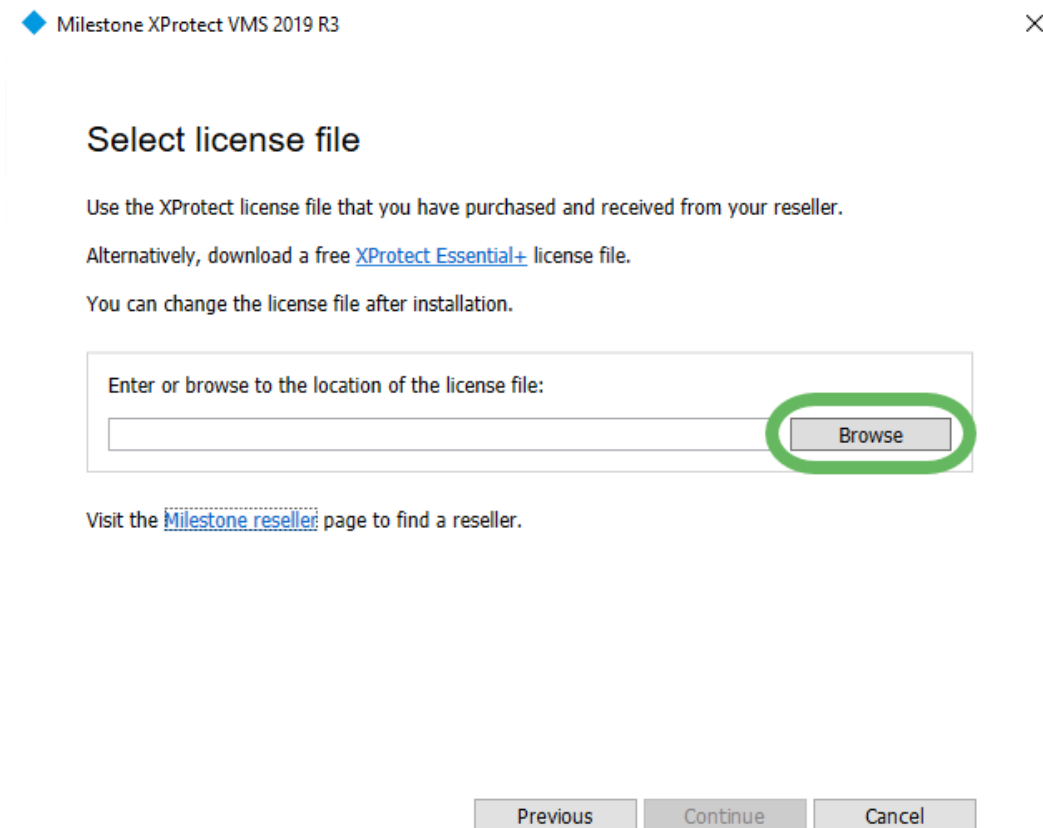 Milestone XProtect VMS 2019 R3
Select license file
Use the XProtect license file that you have purchased and received from your reseller.
Alternatively, download a free XProtect Essential+ license file.
You can change the license file after installation.
Enter or browse to the location of the license file:
Browse
Visit the Milestone reseller page to find a reseller.
Previous Continue Cancel